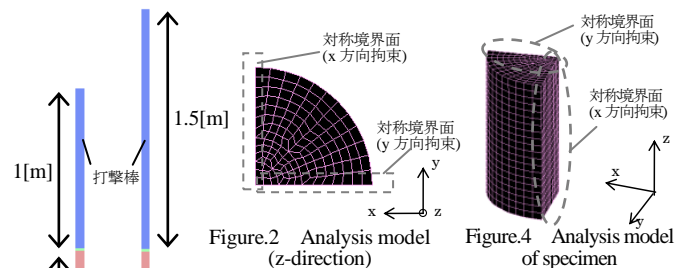 1[m]
1.5[m]
打撃棒
対称境界面
(x 方向拘束)
対称境界面
(y 方向拘束)
y
x
z
Figure.2 Analysis model
(z-direction)
対称境界面
(y 方向拘束)
対称境界面
(x 方向拘束)
z
x
y
Figure.4 Analysis model
of specimen